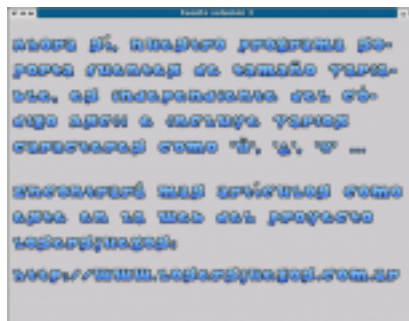 Ahora sí, nuestro programa so-
porta fuentes de tamaño varia-
ble, es independiente del có-
digo ascii e incluye varios
caracteres como
Encontrará más artículos como
este en la web del proyecto
losersjuegos:
http://www.losersjuegos.com.ar